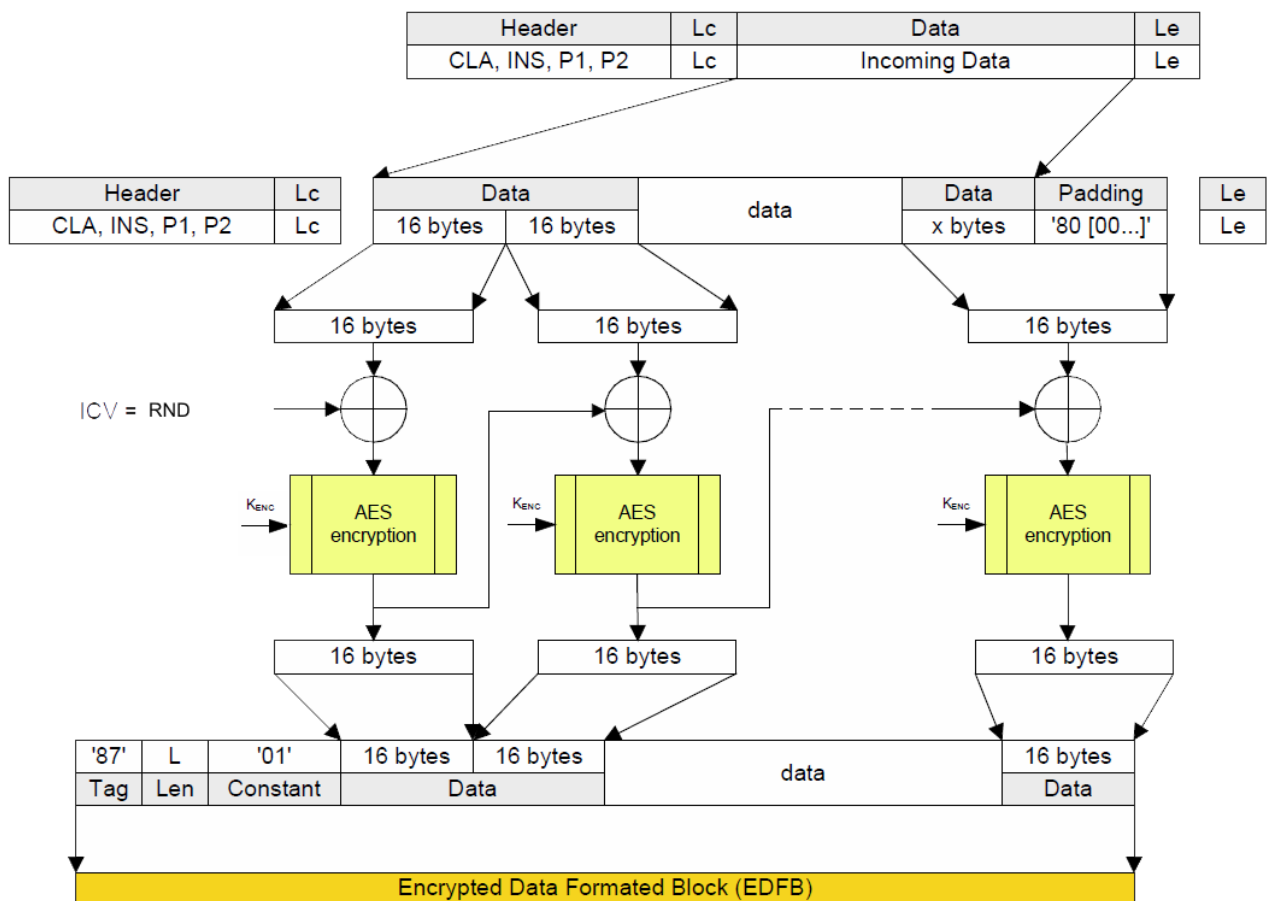 Header Lc Data Le
CLA, INS, P1, P2 Lc Incoming Data Le
Header Lc Data data Data Padding Le
CLA, INS, P1, P2 Lc 16 bytes 16 bytes x bytes '80 [00...]' Le
16 bytes 16 bytes 16 bytes
ICV = RND
KENC AES encryption KENC AES encryption KENC AES encryption
16 bytes 16 bytes 16 bytes
'87' L '01' 16 bytes 16 bytes data 16 bytes
Tag Len Constant Data Data
Encrypted Data Formated Block (EDFB)